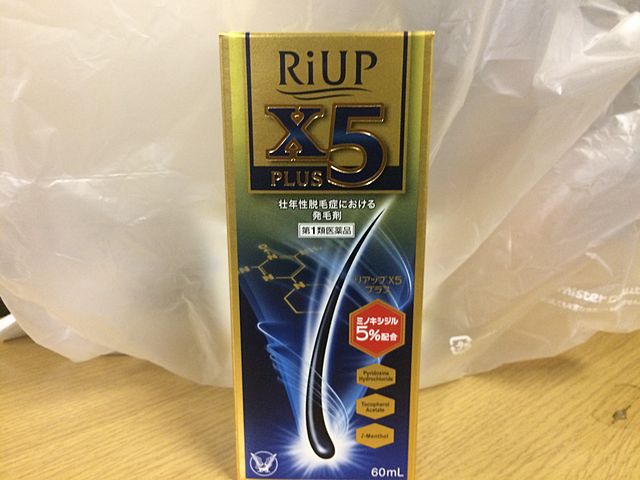 RiUP
X5
PLUS
壮年性脱毛症における
発毛剤
第1類医薬品
リアップX5
プラス
ミノキシジル
5%配合
Pyridoxine
Hydrochloride
Tocopherol
Acetate
l-Menthol
60mL